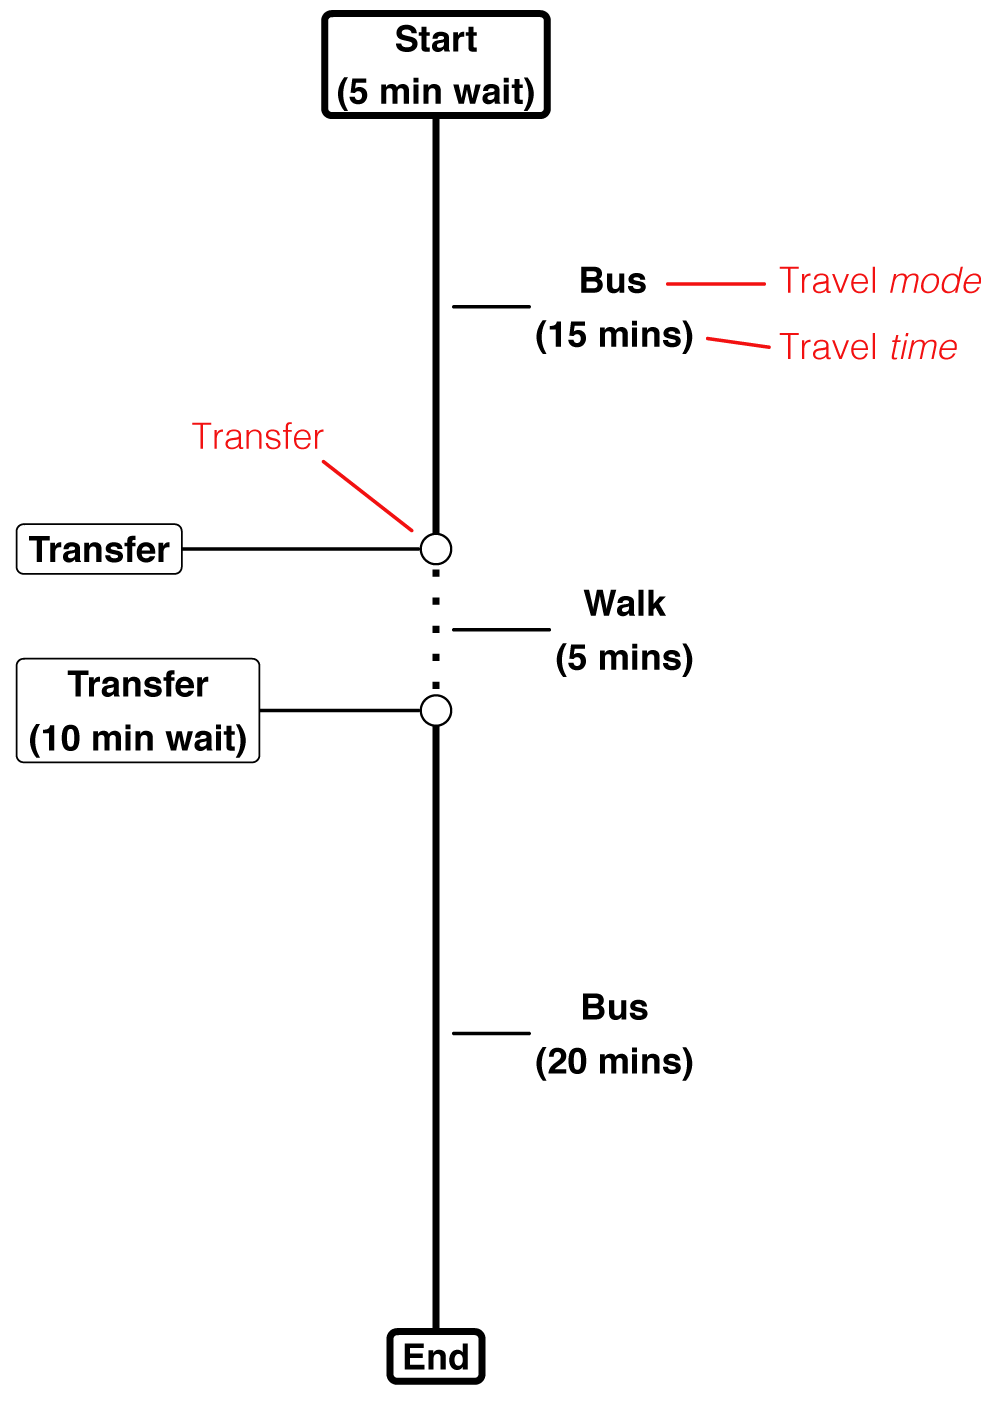 Start
(5 min wait)
Bus
Travel mode
(15 mins)
Travel time
Transfer
Transfer
Walk
(5 mins)
Transfer
(10 min wait)
Bus
(20 mins)
End